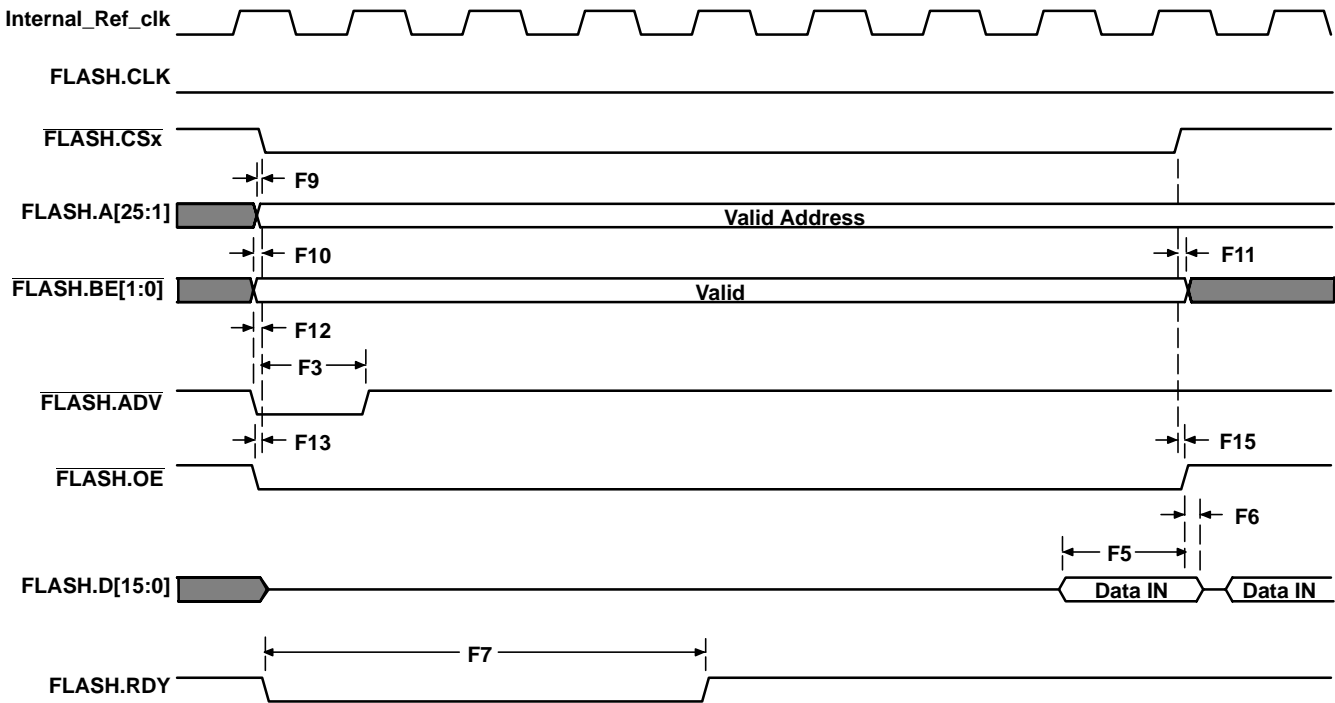 Internal_Ref_clk
FLASH.CLK
FLASH.CSx
F9
FLASH.A[25:1]
Valid Address
F10
F11
FLASH.BE[1:0]
Valid
F12
F3
FLASH.ADV
F13
F15
FLASH.OE
F6
F5
FLASH.D[15:0]
Data IN
Data IN
F7
FLASH.RDY